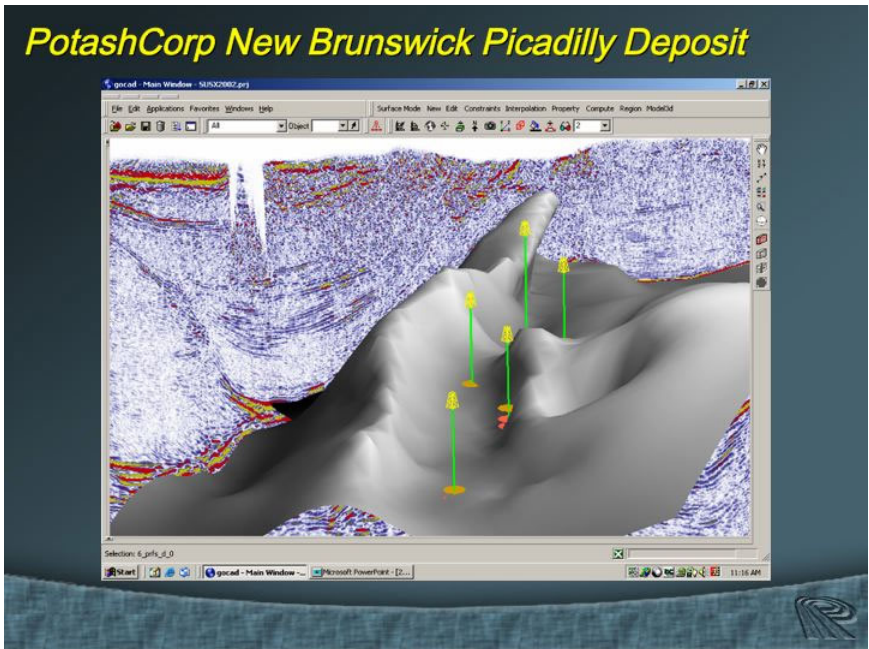 PotashCorp New Brunswick Picadilly Deposit
gocad - Main Window - SUSX2002.prj
File Edit Applications Favorites Windows Help
Surface Mode New Edit Constraints Interpolation Property Compute Region Model3d
All
Object
2
Selection: 6_prfs_d_0
Start
gocad - Main Window -...
Microsoft PowerPoint - [2...
11:16 AM